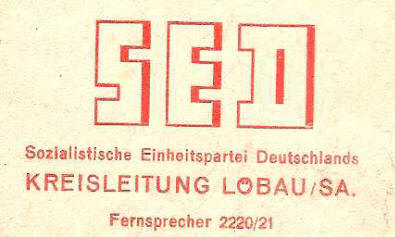 SED
Sozialistische Einheitspartei Deutschlands
KREISLEITUNG LÖBAU/SA.
Fernsprecher 2220/21